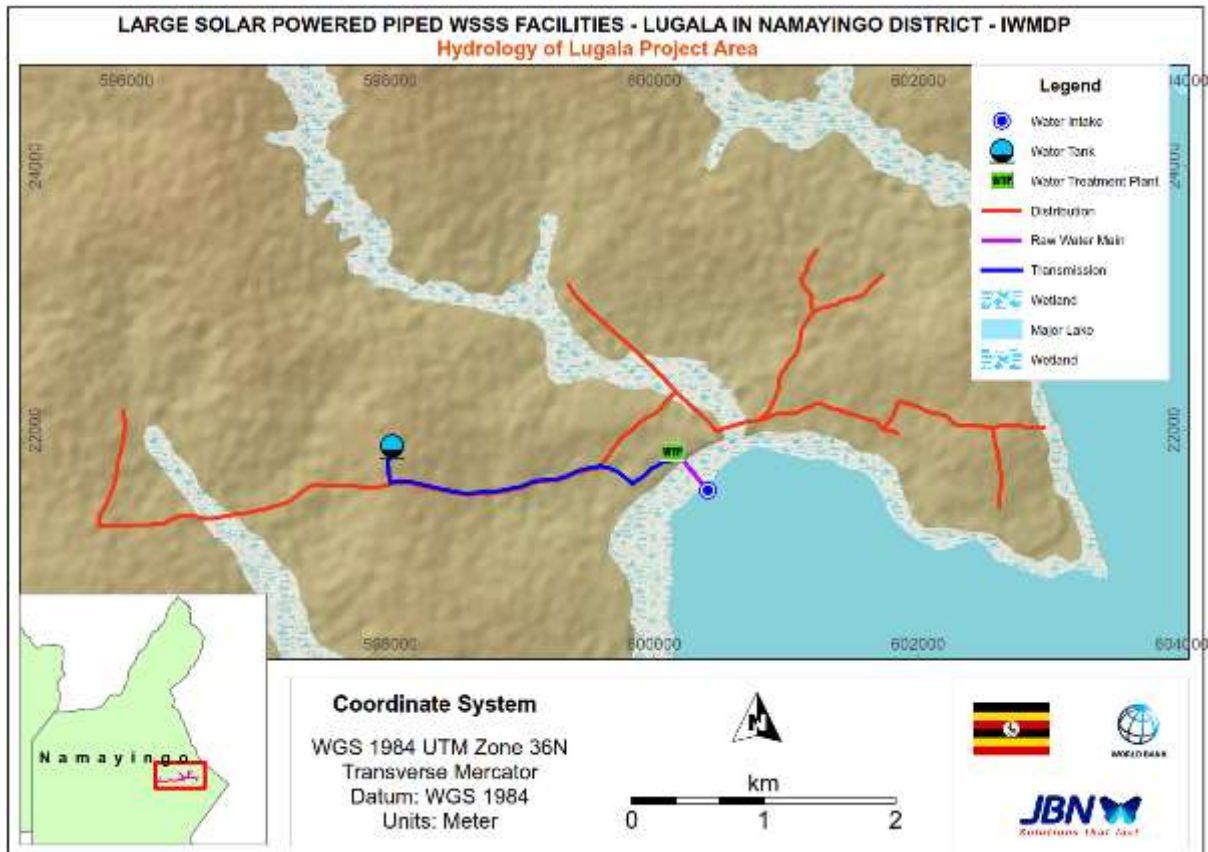 LARGE SOLAR POWERED PIPED WSSS FACILITIES - LUGALA IN NAMAYINGO DISTRICT - IWMDP
Hydrology of Lugala Project Area
596000 598000 600000 602000 604000
24000 24000
22000 22000
Legend
Water Intake
Water Tank
WTP Water Treatment Plant
Distribution
Raw Water Main
Transmission
Wetland
Major Lake
Wetland
WTP
598000 600000 602000 604000
Namayingo
Coordinate System
WGS 1984 UTM Zone 36N
Transverse Mercator
Datum: WGS 1984
Units: Meter
N
km
0 1 2
WORLD BANK
JBN
Solutions that last